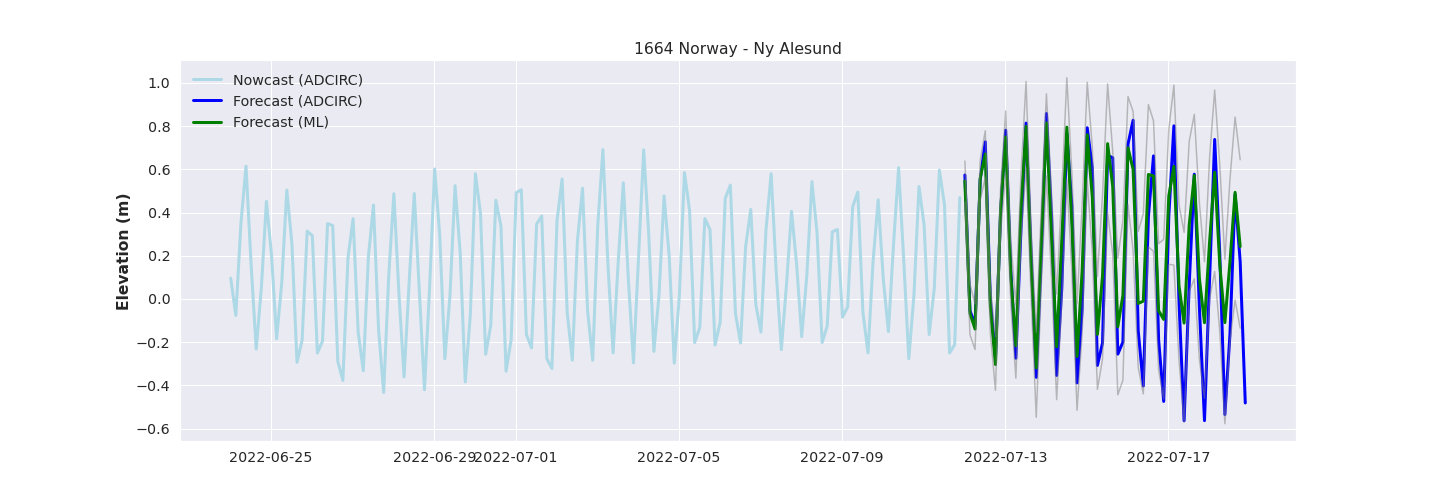 1664 Norway - Ny Alesund
Nowcast (ADCIRC)
Forecast (ADCIRC)
Forecast (ML)
Elevation (m)
1.0
0.8
0.6
0.4
0.2
0.0
−0.2
−0.4
−0.6
2022-06-25 2022-06-29 2022-07-01 2022-07-05 2022-07-09 2022-07-13 2022-07-17